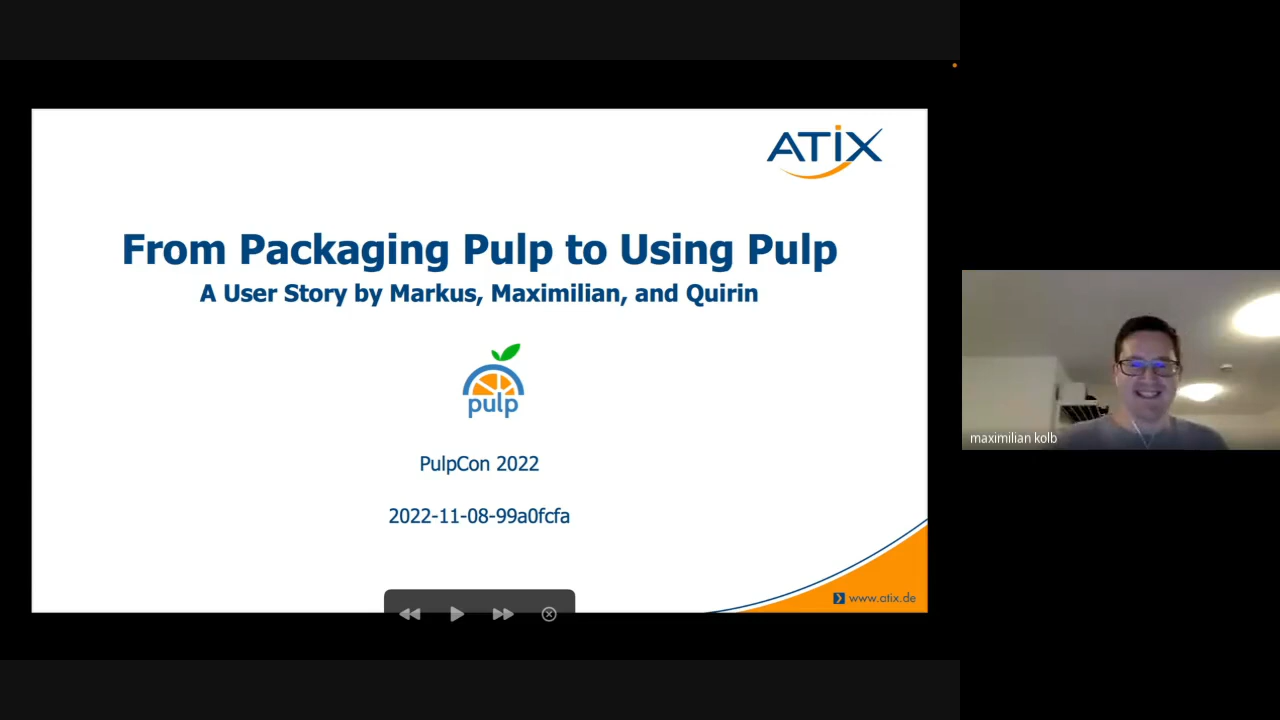 ATIX
From Packaging Pulp to Using Pulp
A User Story by Markus, Maximilian, and Quirin
pulp
PulpCon 2022
2022-11-08-99a0fcfa
www.atix.de
maximilian kolb